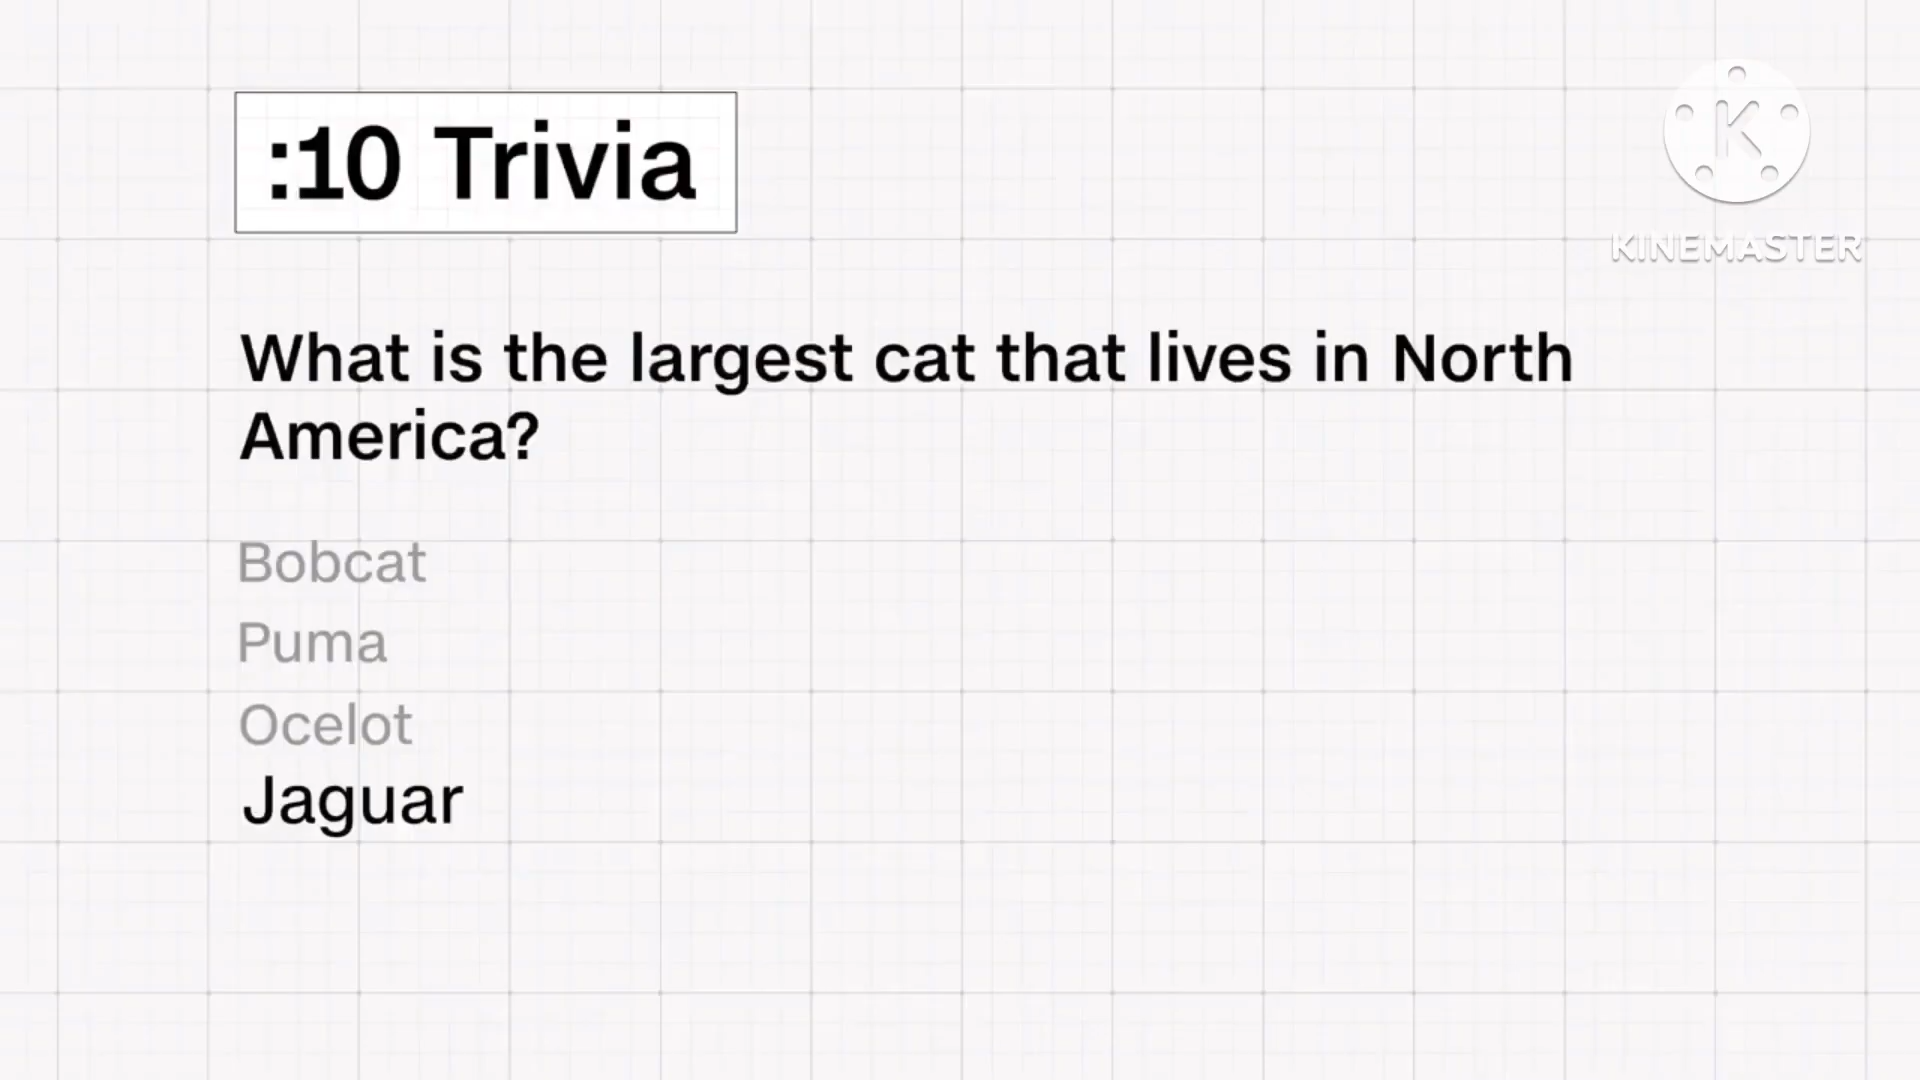 :10 Trivia
K
KINEMASTER
What is the largest cat that lives in North
America?
Bobcat
Puma
Ocelot
Jaguar